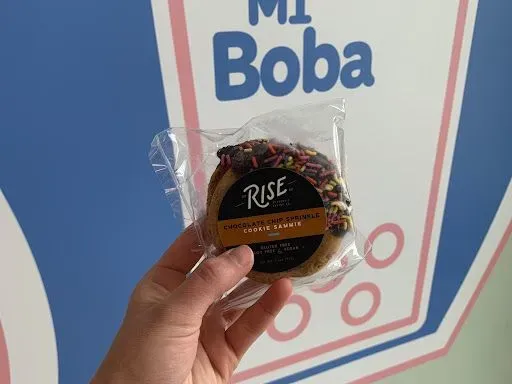 Mi
Boba
RISE
CHOCOLATE CHIP SPRINKLE
COOKIE SAMMIE
GLUTEN FREE